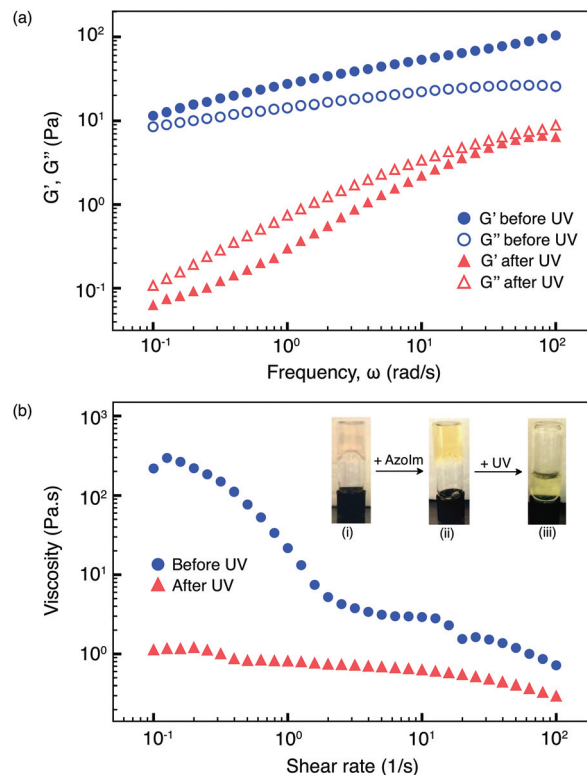 (a)
10²
10¹
10⁰
10⁻¹
G', G" (Pa)
G' before UV
G" before UV
G' after UV
G" after UV
10⁻¹ 10⁰ 10¹ 10²
Frequency, ω (rad/s)
(b)
10³
10²
10¹
10⁰
Viscosity (Pa.s)
+ AzoIm
+ UV
(i) (ii) (iii)
Before UV
After UV
10⁻¹ 10⁰ 10¹ 10²
Shear rate (1/s)